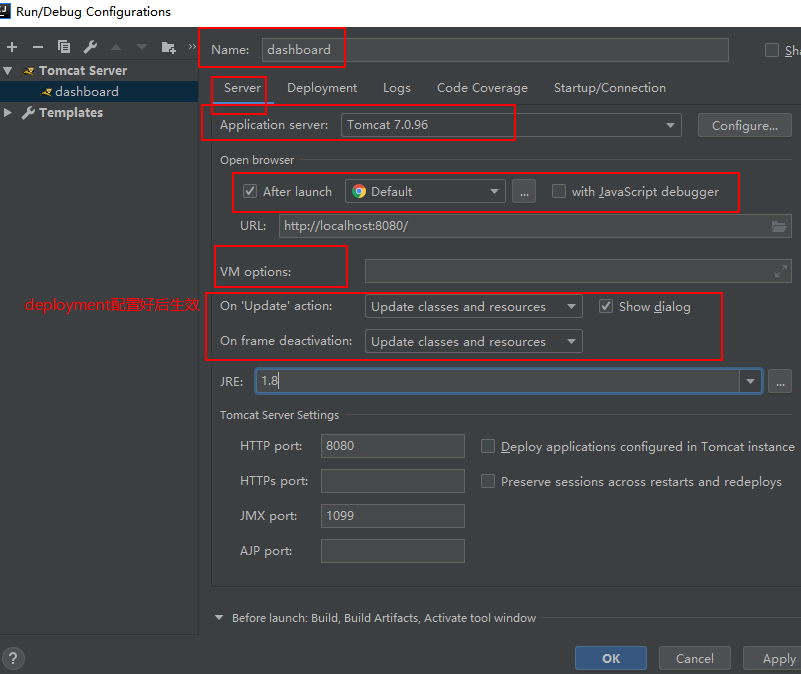 Run/Debug Configurations
Name: dashboard
Sha
Tomcat Server
dashboard
Templates
Server Deployment Logs Code Coverage Startup/Connection
Application server: Tomcat 7.0.96 Configure...
Open browser
After launch Default ... with JavaScript debugger
URL: http://localhost:8080/
VM options:
deployment配置好后生效
On 'Update' action: Update classes and resources Show dialog
On frame deactivation: Update classes and resources
JRE: 1.8 ...
Tomcat Server Settings
HTTP port: 8080 Deploy applications configured in Tomcat instance
HTTPs port: Preserve sessions across restarts and redeploys
JMX port: 1099
AJP port:
Before launch: Build, Build Artifacts, Activate tool window
? OK Cancel Apply